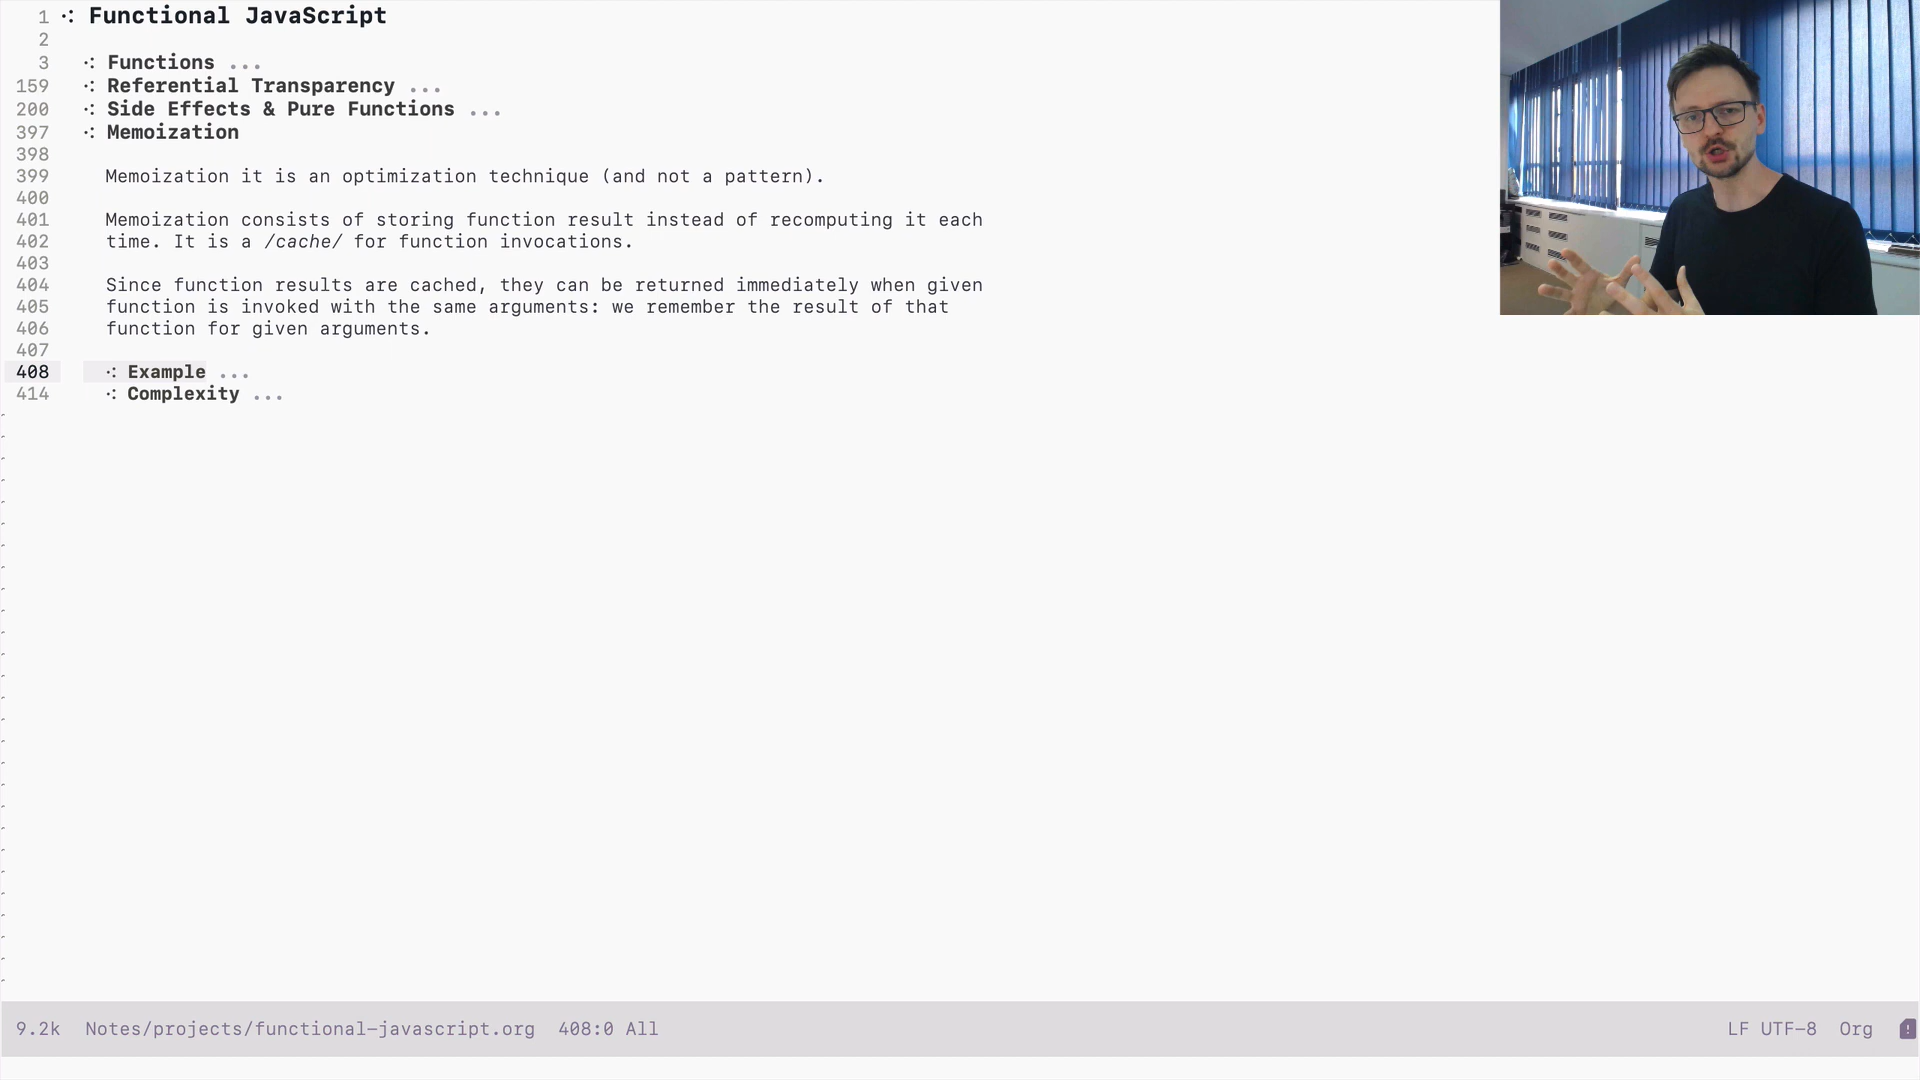 1 Functional JavaScript
2
3 Functions ...
159 Referential Transparency ...
200 Side Effects & Pure Functions ...
397 Memoization
398
399 Memoization it is an optimization technique (and not a pattern).
400
401 Memoization consists of storing function result instead of recomputing it each
402 time. It is a /cache/ for function invocations.
403
404 Since function results are cached, they can be returned immediately when given
405 function is invoked with the same arguments: we remember the result of that
406 function for given arguments.
407
408 Example ...
414 Complexity ...
9.2k Notes/projects/functional-javascript.org 408:0 All LF UTF-8 Org